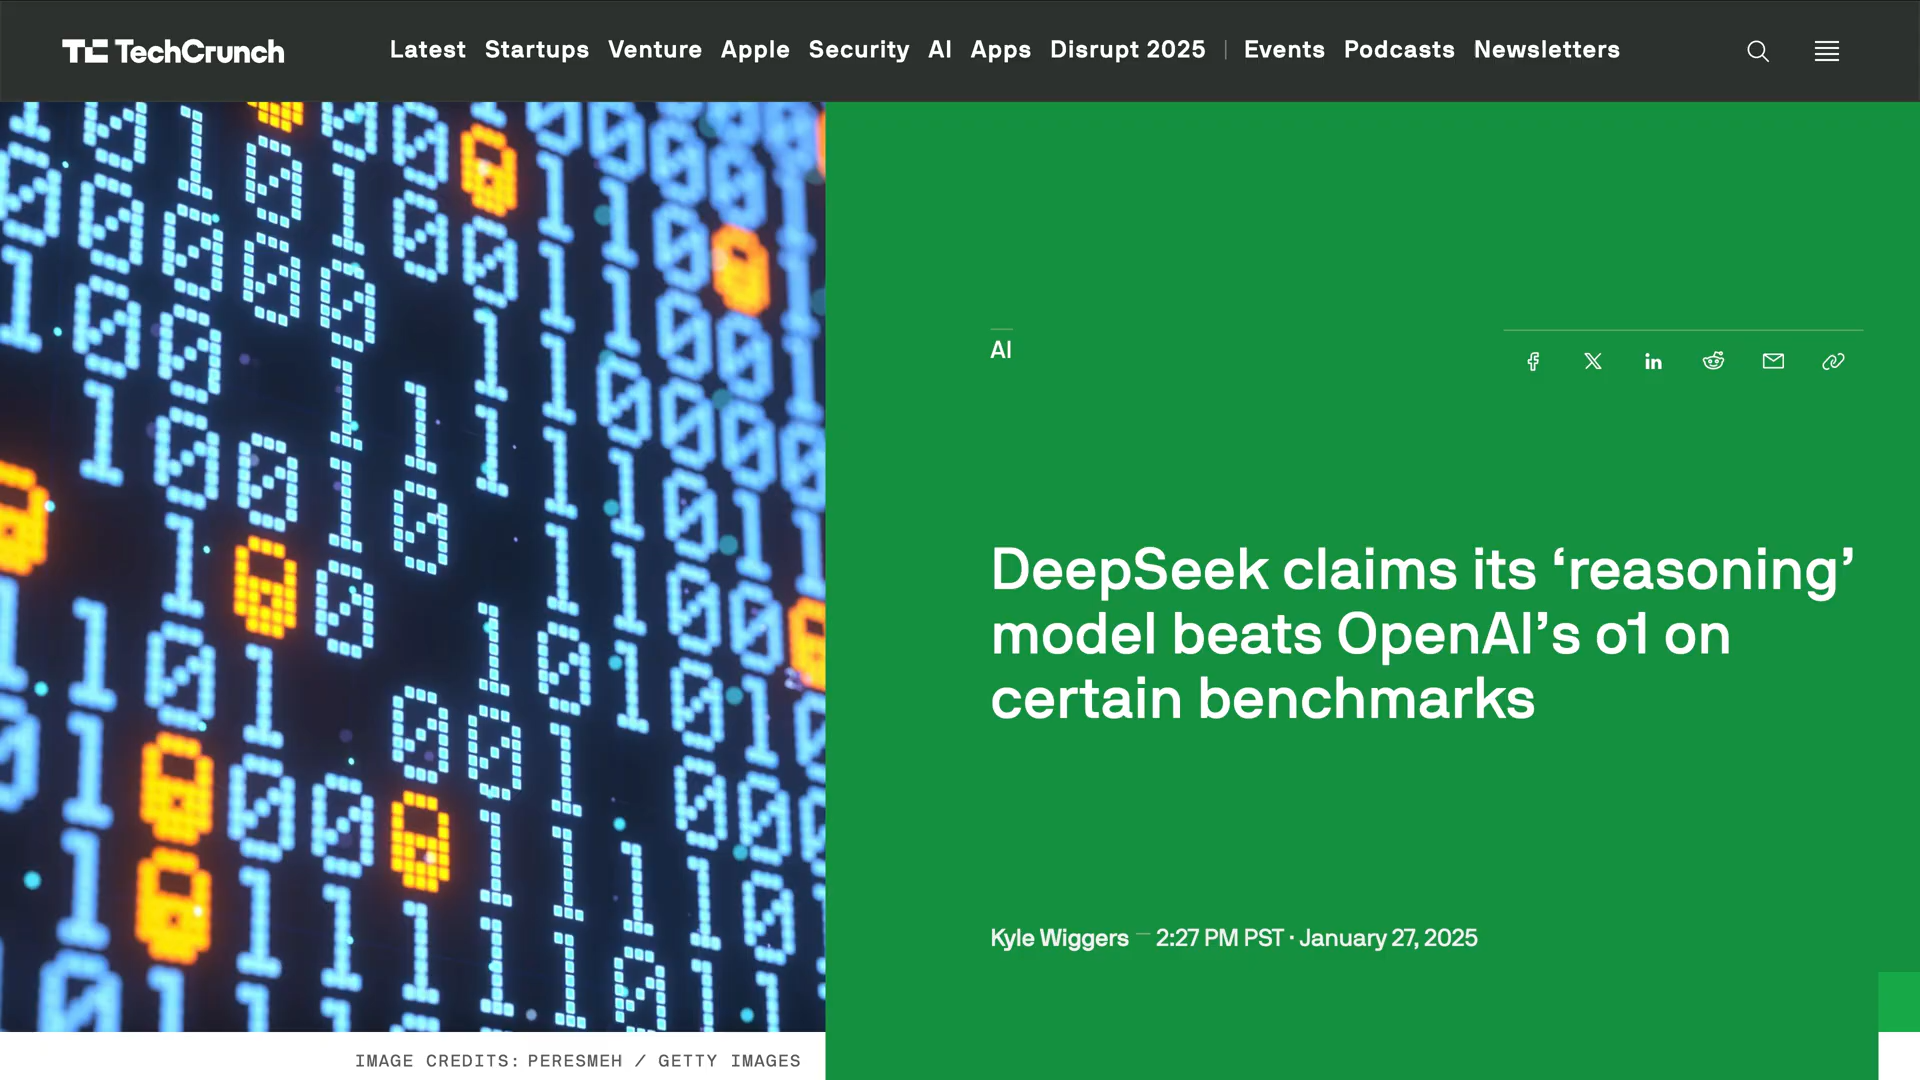 TechCrunch
Latest Startups Venture Apple Security AI Apps Disrupt 2025 | Events Podcasts Newsletters
AI
DeepSeek claims its ‘reasoning’
model beats OpenAI’s o1 on
certain benchmarks
Kyle Wiggers — 2:27 PM PST · January 27, 2025
IMAGE CREDITS: PERESMEH / GETTY IMAGES